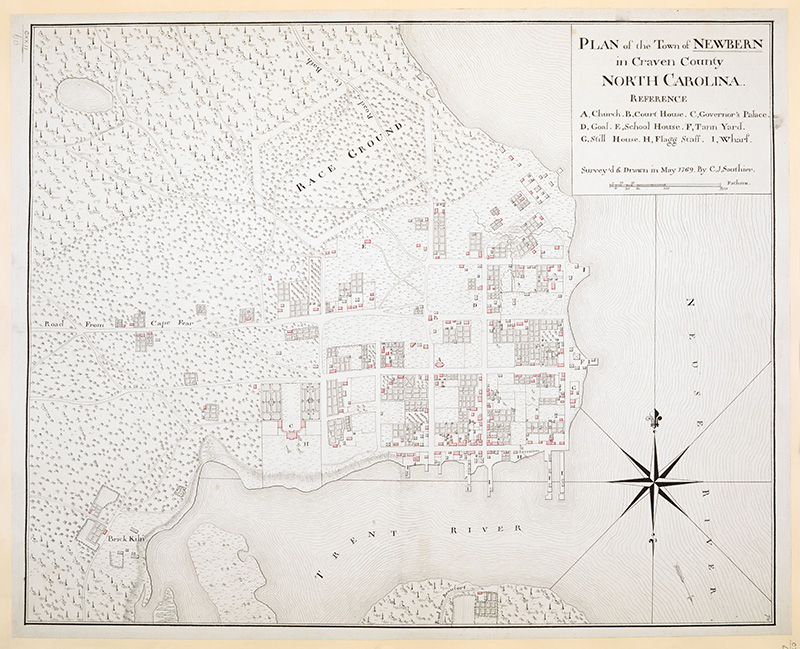 PLAN of the Town of NEWBERN
in Craven County
NORTH CAROLINA.
REFERENCE
A, Church. B, Court House. C, Governor's Palace.
D, Goal. E, School House. F, Tann Yard.
G, Still House. H, Flagg Staff. I, Wharf.
Survey'd & Drawn in May 1769. By C,J,Sauthier.
Fathom
Road
Bath
RACE GROUND
E
Road From Cape Fear
D
B
A
G
C
H
Brick Kiln
TRENT RIVER
NEUSE RIVER